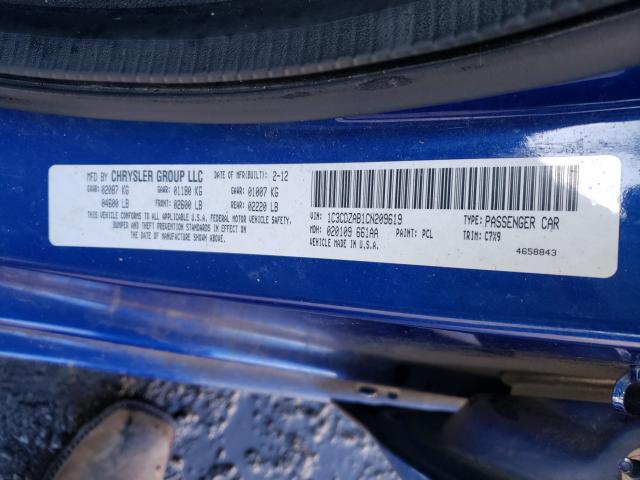 MFD BY CHRYSLER GROUP LLC DATE OF MFR(BUILT): 2-12
GVWR: 02087 KG GAWR: 01180 KG GAWR: 01007 KG
04600 LB FRONT: 02600 LB REAR: 02220 LB
THIS VEHICLE CONFORMS TO ALL APPLICABLE U.S.A. FEDERAL MOTOR VEHICLE SAFETY,
BUMPER AND THEFT PREVENTION STANDARDS IN EFFECT ON THE
DATE OF MANUFACTURE SHOWN ABOVE.
VIN: 1C3CDZAB1CN209619 TYPE: PASSENGER CAR
MDH: 020109 661AA PAINT: PCL TRIM: C7X9
VEHICLE MADE IN U.S.A. 4658843